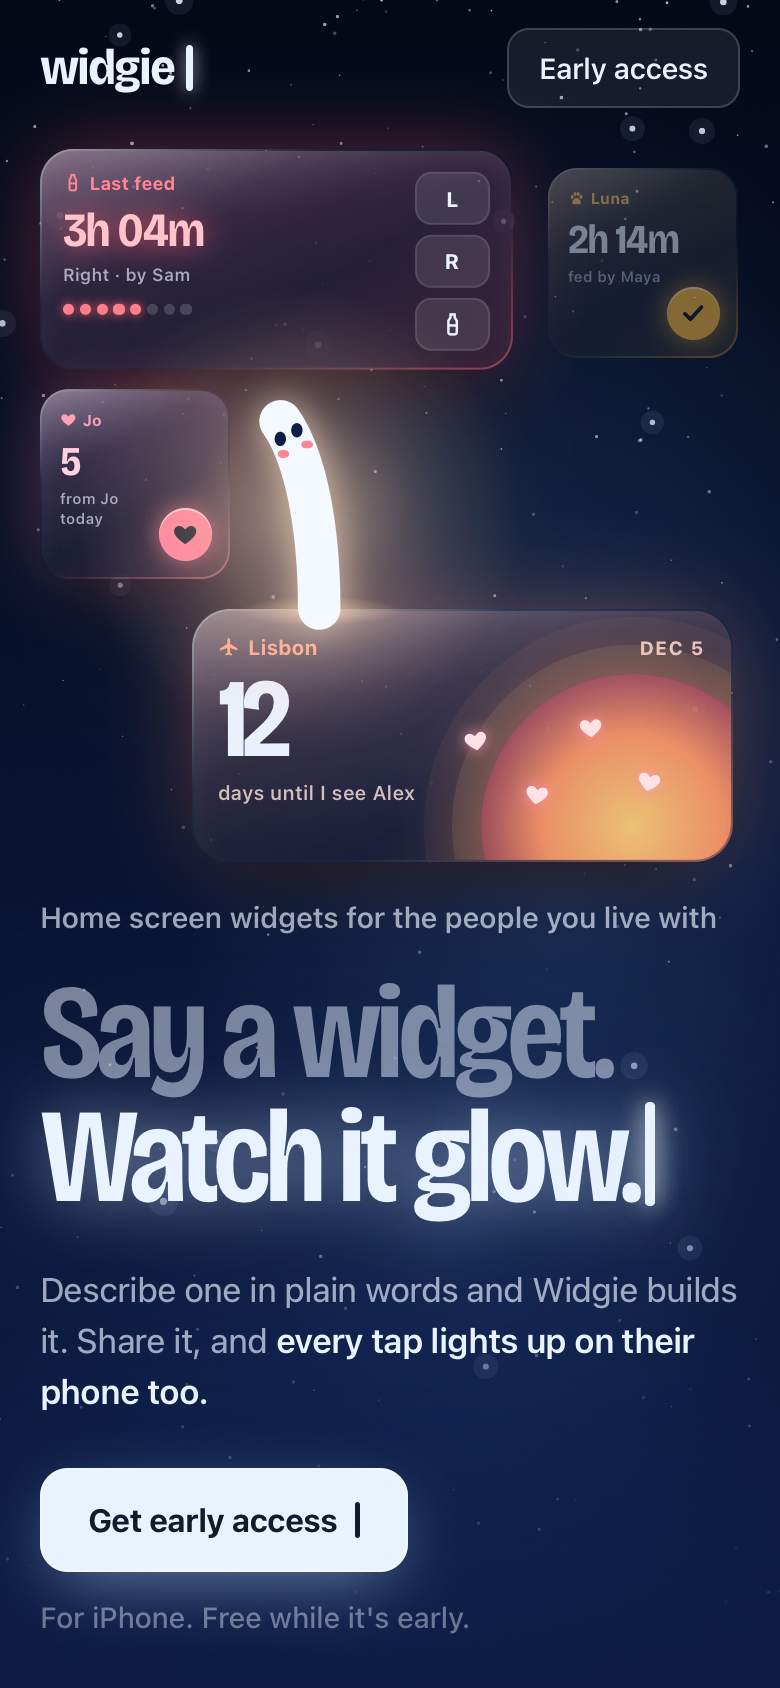 widgie
Early access
Last feed
3h 04m
Right · by Sam
L
R
Luna
2h 14m
fed by Maya
Jo
5
from Jo
today
Lisbon
DEC 5
12
days until I see Alex
Home screen widgets for the people you live with
Say a widget.
Watch it glow.
Describe one in plain words and Widgie builds
it. Share it, and every tap lights up on their
phone too.
Get early access
For iPhone. Free while it's early.